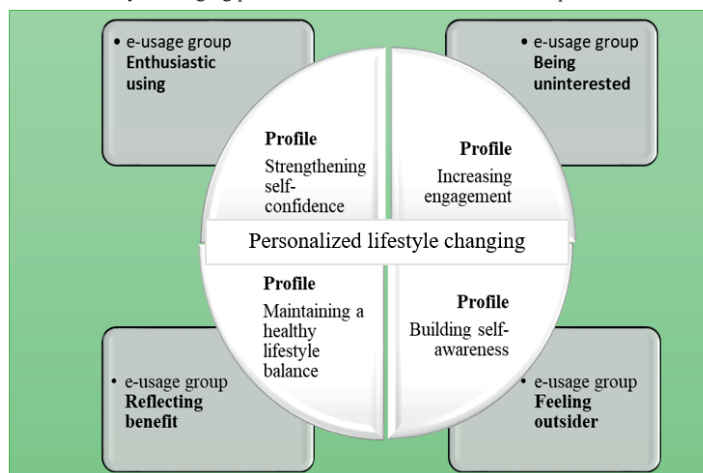 • e-usage group
Enthusiastic
using
• e-usage group
Being
uninterested
Profile
Strengthening
self-
confidence
Profile
Increasing
engagement
Personalized lifestyle changing
Profile
Maintaining a
healthy
lifestyle
balance
Profile
Building self-
awareness
• e-usage group
Reflecting
benefit
• e-usage group
Feeling
outsider